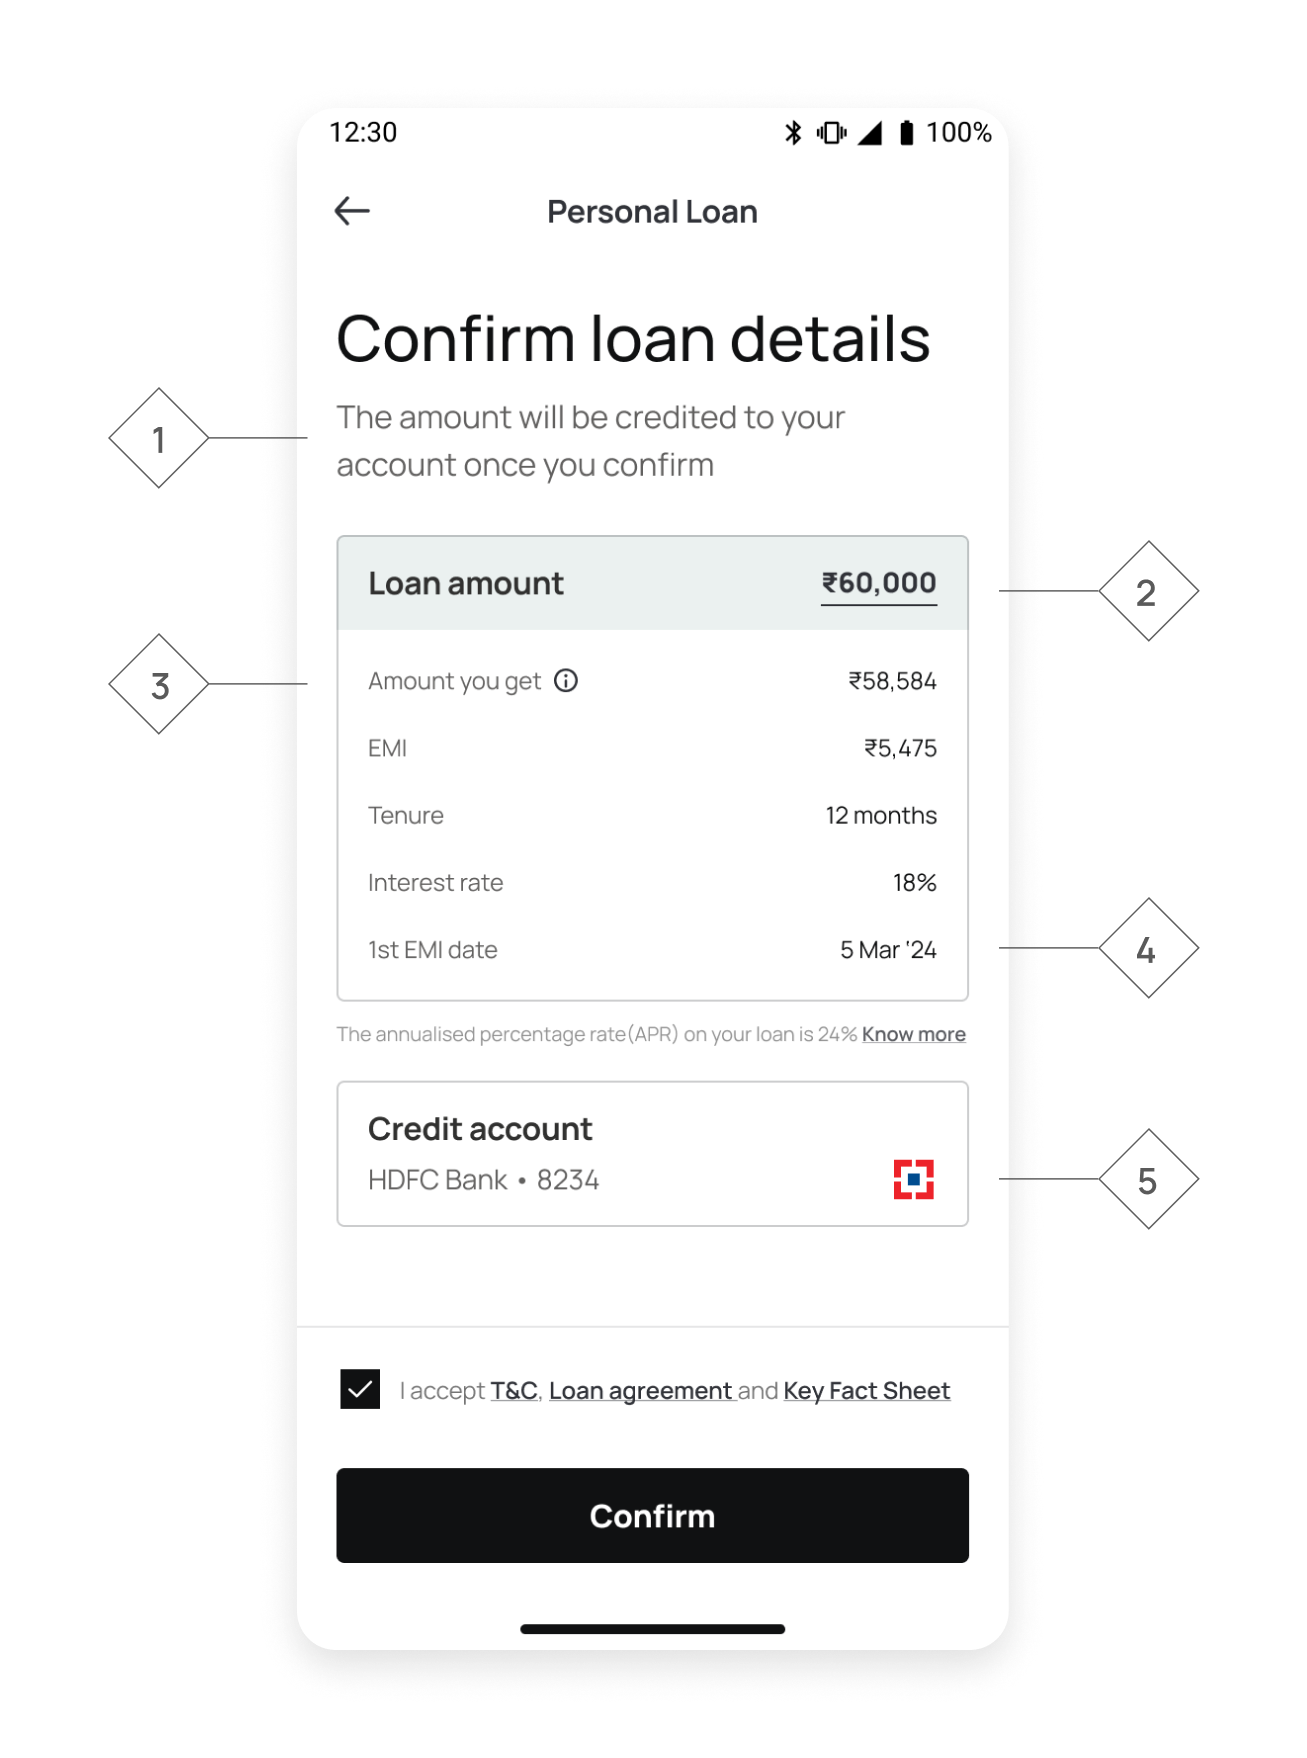 12:30 100%
Personal Loan
Confirm loan details
The amount will be credited to your
account once you confirm
1
Loan amount ₹60,000
2
Amount you get ₹58,584
3
EMI ₹5,475
Tenure 12 months
Interest rate 18%
1st EMI date 5 Mar ‘24
4
The annualised percentage rate(APR) on your loan is 24% Know more
Credit account
HDFC Bank • 8234
5
I accept T&C, Loan agreement and Key Fact Sheet
Confirm